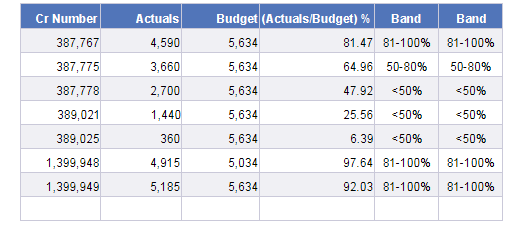 Cr Number Actuals Budget (Actuals/Budget) % Band Band
387,767 4,590 5,634 81.47 81-100% 81-100%
387,775 3,660 5,634 64.96 50-80% 50-80%
387,778 2,700 5,634 47.92 <50% <50%
389,021 1,440 5,634 25.56 <50% <50%
389,025 360 5,634 6.39 <50% <50%
1,399,948 4,915 5,034 97.64 81-100% 81-100%
1,399,949 5,185 5,634 92.03 81-100% 81-100%